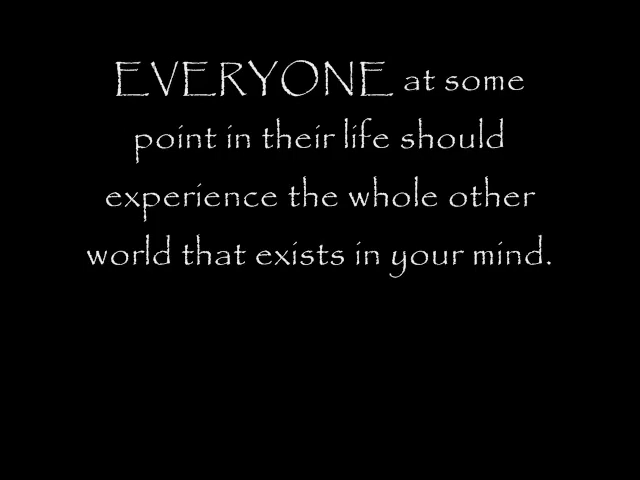 EVERYONE at some
point in their life should
experience the whole other
world that exists in your mind.